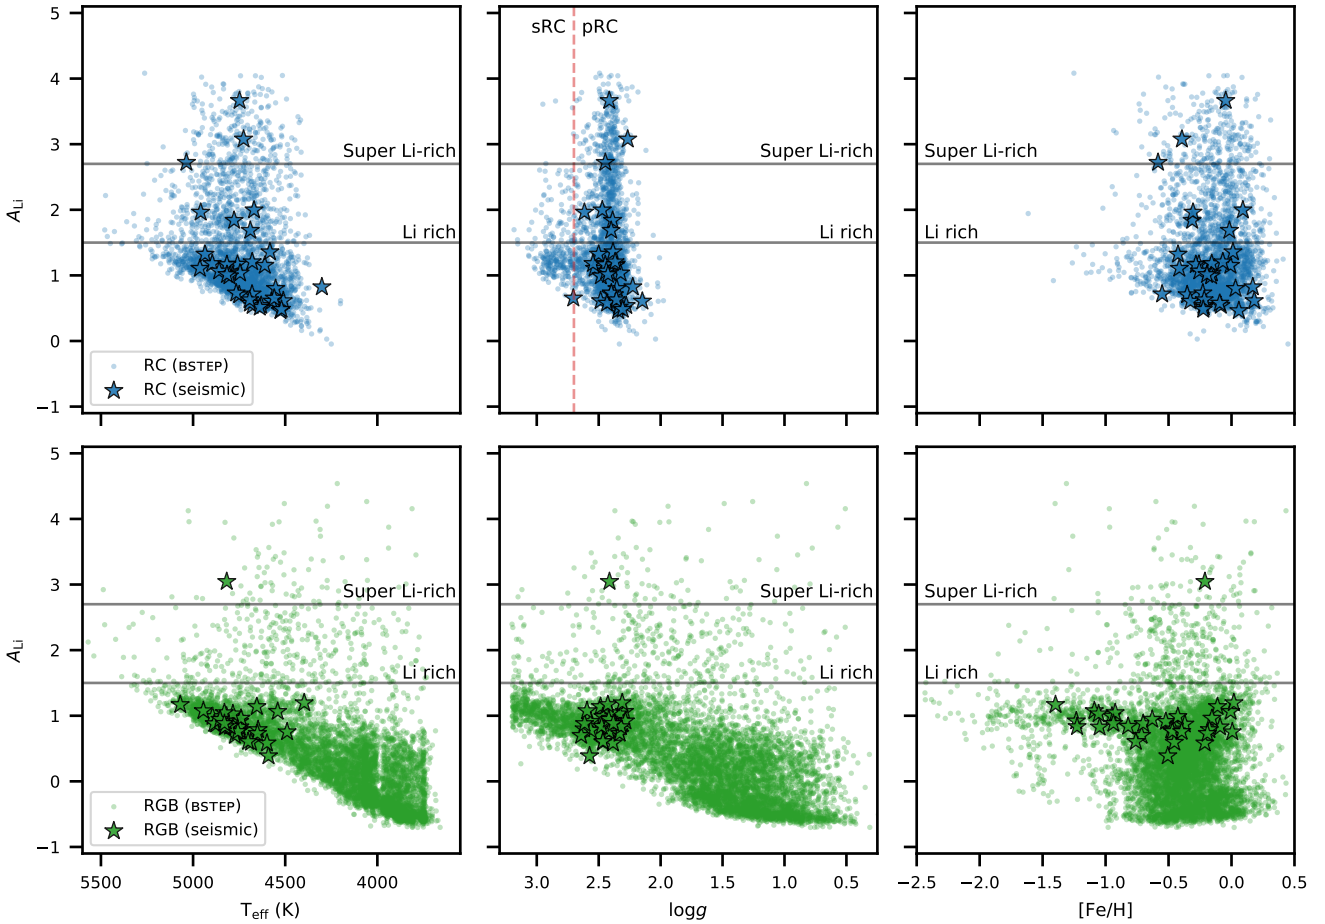 5
4
3
2
1
0
−1
A_Li
Super Li-rich
Li rich
RC (ʙsᴛᴇᴘ)
RC (seismic)
sRC
pRC
Super Li-rich
Li rich
Super Li-rich
Li rich
5
4
3
2
1
0
−1
A_Li
Super Li-rich
Li rich
RGB (ʙsᴛᴇᴘ)
RGB (seismic)
Super Li-rich
Li rich
Super Li-rich
Li rich
5500 5000 4500 4000
T_eff (K)
3.0 2.5 2.0 1.5 1.0 0.5
logg
−2.5 −2.0 −1.5 −1.0 −0.5 0.0 0.5
[Fe/H]